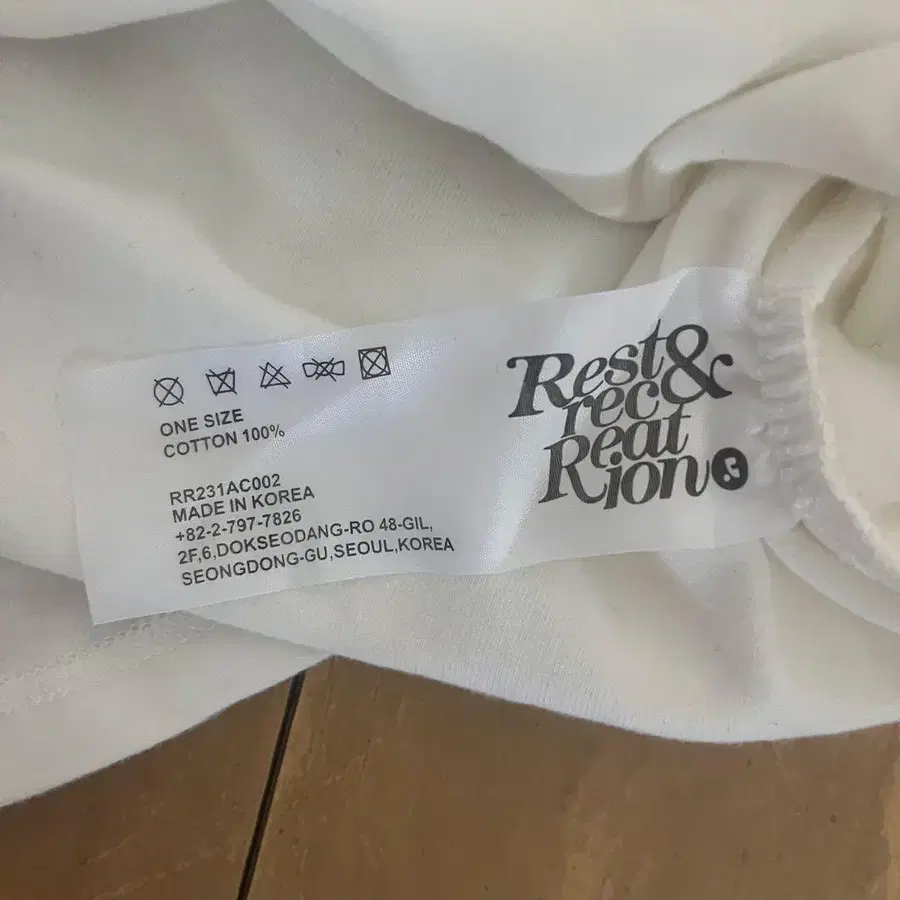 ONE SIZE
COTTON 100%
RR231AC002
MADE IN KOREA
+82-2-797-7826
2F,6,DOKSEODANG-RO 48-GIL,
SEONGDONG-GU,SEOUL,KOREA
Rest&
rec
Reat
ion